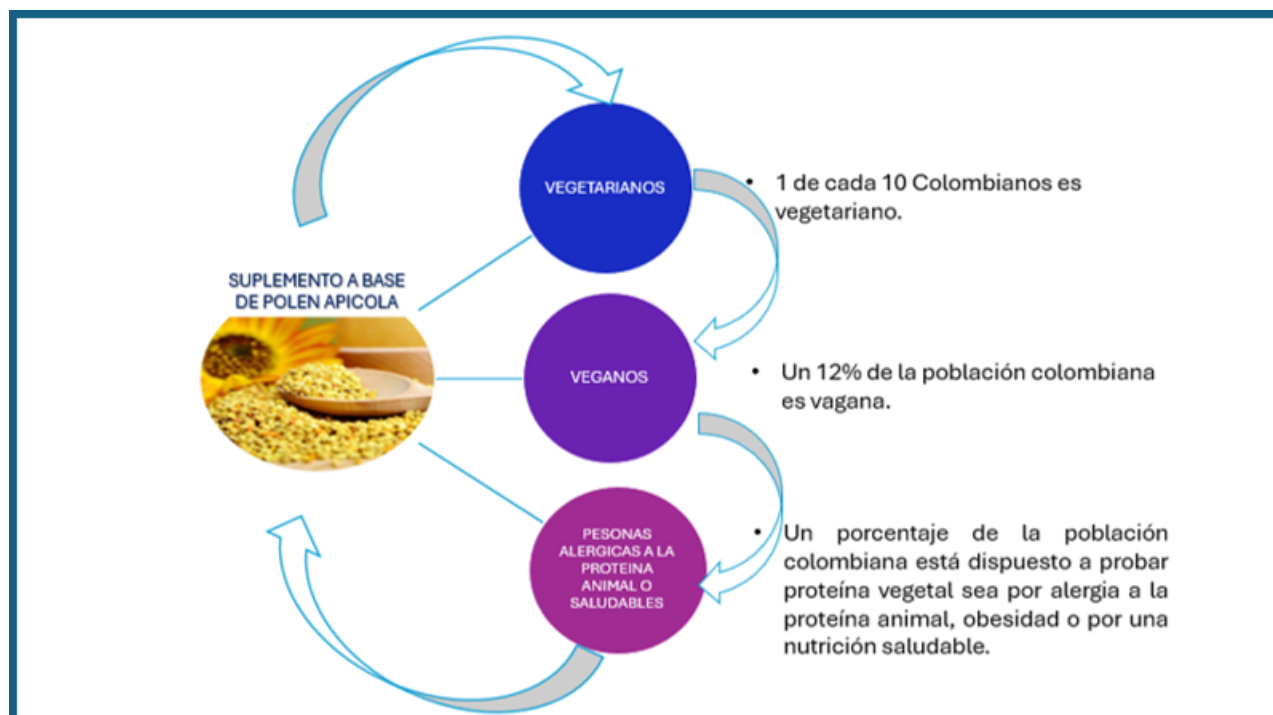 SUPLEMENTO A BASE
DE POLEN APICOLA
VEGETARIANOS
• 1 de cada 10 Colombianos es
vegetariano.
VEGANOS
• Un 12% de la población colombiana
es vagana.
PESONAS
ALERGICAS A LA
PROTEINA
ANIMAL O
SALUDABLES
• Un porcentaje de la población
colombiana está dispuesto a probar
proteína vegetal sea por alergia a la
proteína animal, obesidad o por una
nutrición saludable.